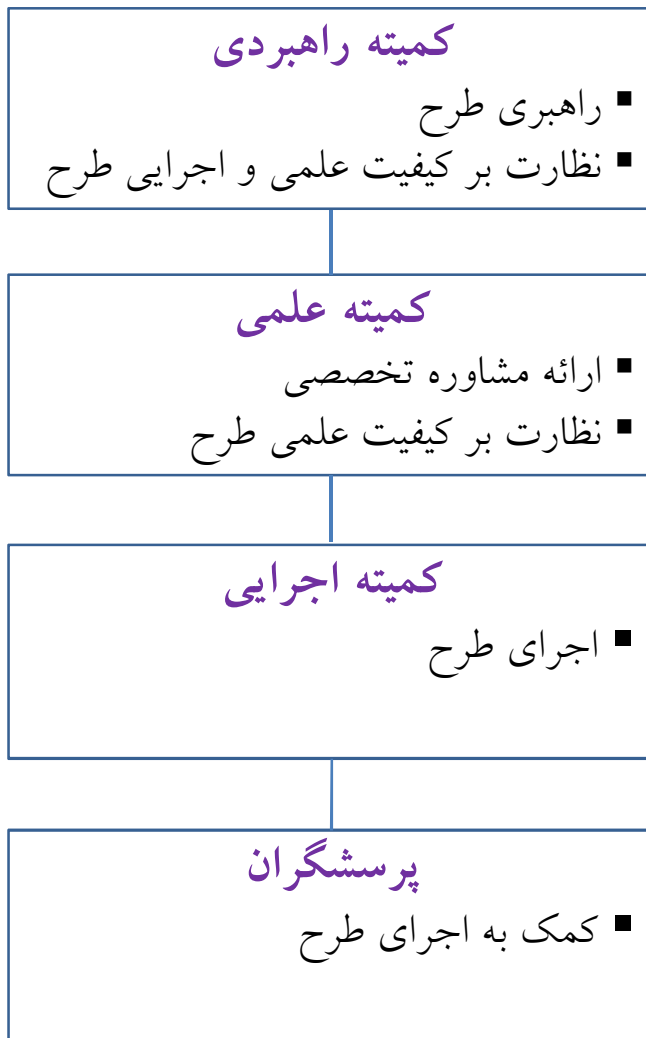 کمیته راهبردی
▪ راهبری طرح
▪ نظارت بر کیفیت علمی و اجرایی طرح
کمیته علمی
▪ ارائه مشاوره تخصصی
▪ نظارت بر کیفیت علمی طرح
کمیته اجرایی
▪ اجرای طرح
پرسشگران
▪ کمک به اجرای طرح